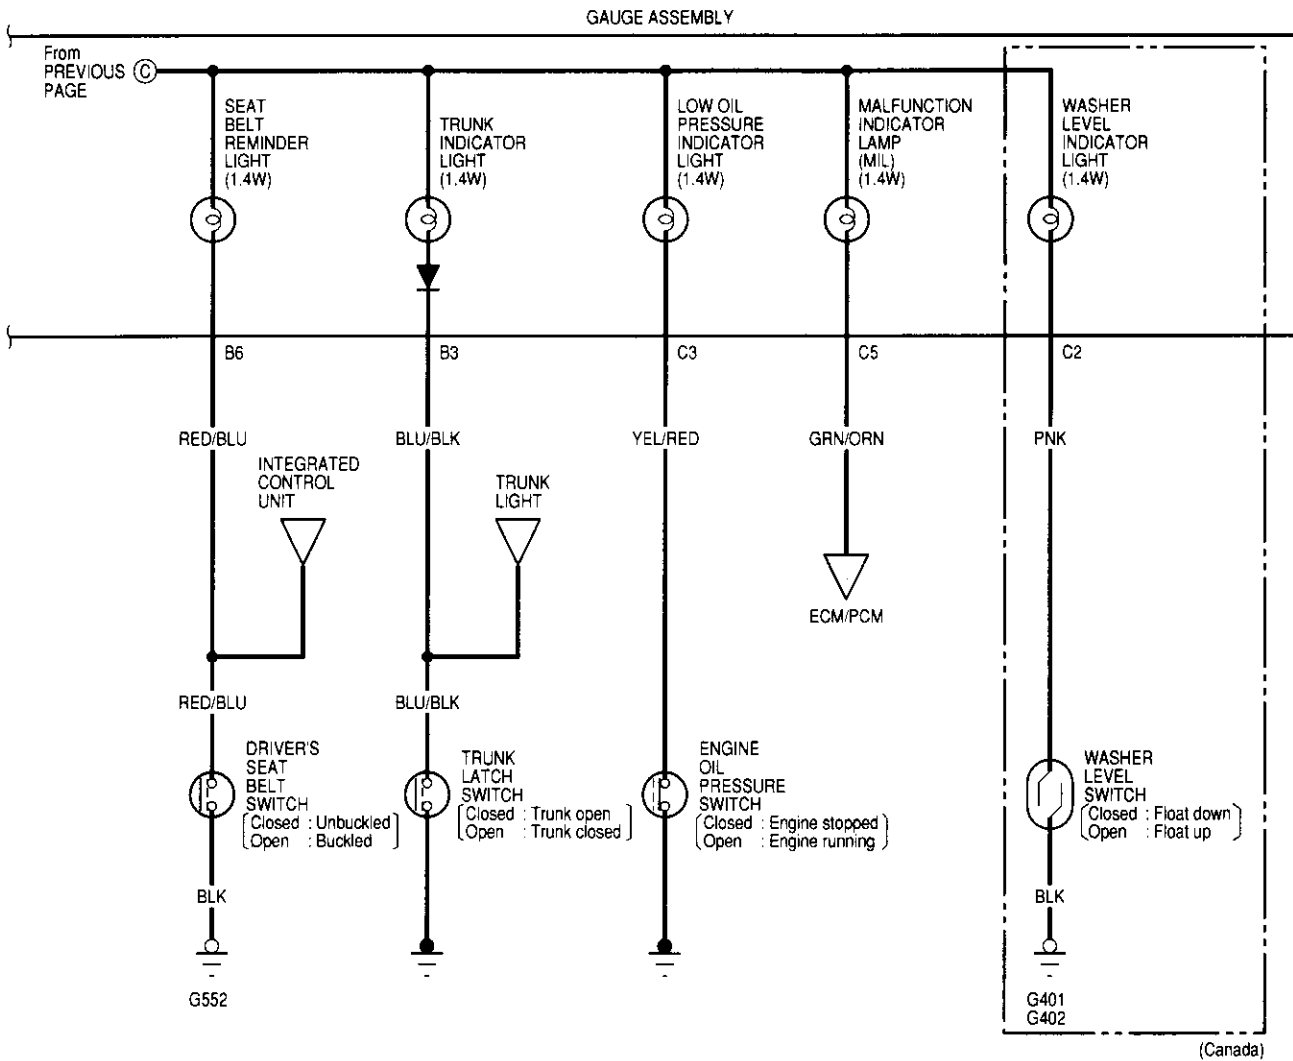 GAUGE ASSEMBLY
From
PREVIOUS
PAGE
C
SEAT
BELT
REMINDER
LIGHT
(1.4W)
TRUNK
INDICATOR
LIGHT
(1.4W)
LOW OIL
PRESSURE
INDICATOR
LIGHT
(1.4W)
MALFUNCTION
INDICATOR
LAMP
(MIL)
(1.4W)
WASHER
LEVEL
INDICATOR
LIGHT
(1.4W)
B6
B3
C3
C5
C2
RED/BLU
BLU/BLK
YEL/RED
GRN/ORN
PNK
INTEGRATED
CONTROL
UNIT
TRUNK
LIGHT
ECM/PCM
RED/BLU
BLU/BLK
DRIVER'S
SEAT
BELT
SWITCH
Closed : Unbuckled
Open : Buckled
TRUNK
LATCH
SWITCH
Closed : Trunk open
Open : Trunk closed
ENGINE
OIL
PRESSURE
SWITCH
Closed : Engine stopped
Open : Engine running
WASHER
LEVEL
SWITCH
Closed : Float down
Open : Float up
BLK
BLK
G552
G401
G402
(Canada)